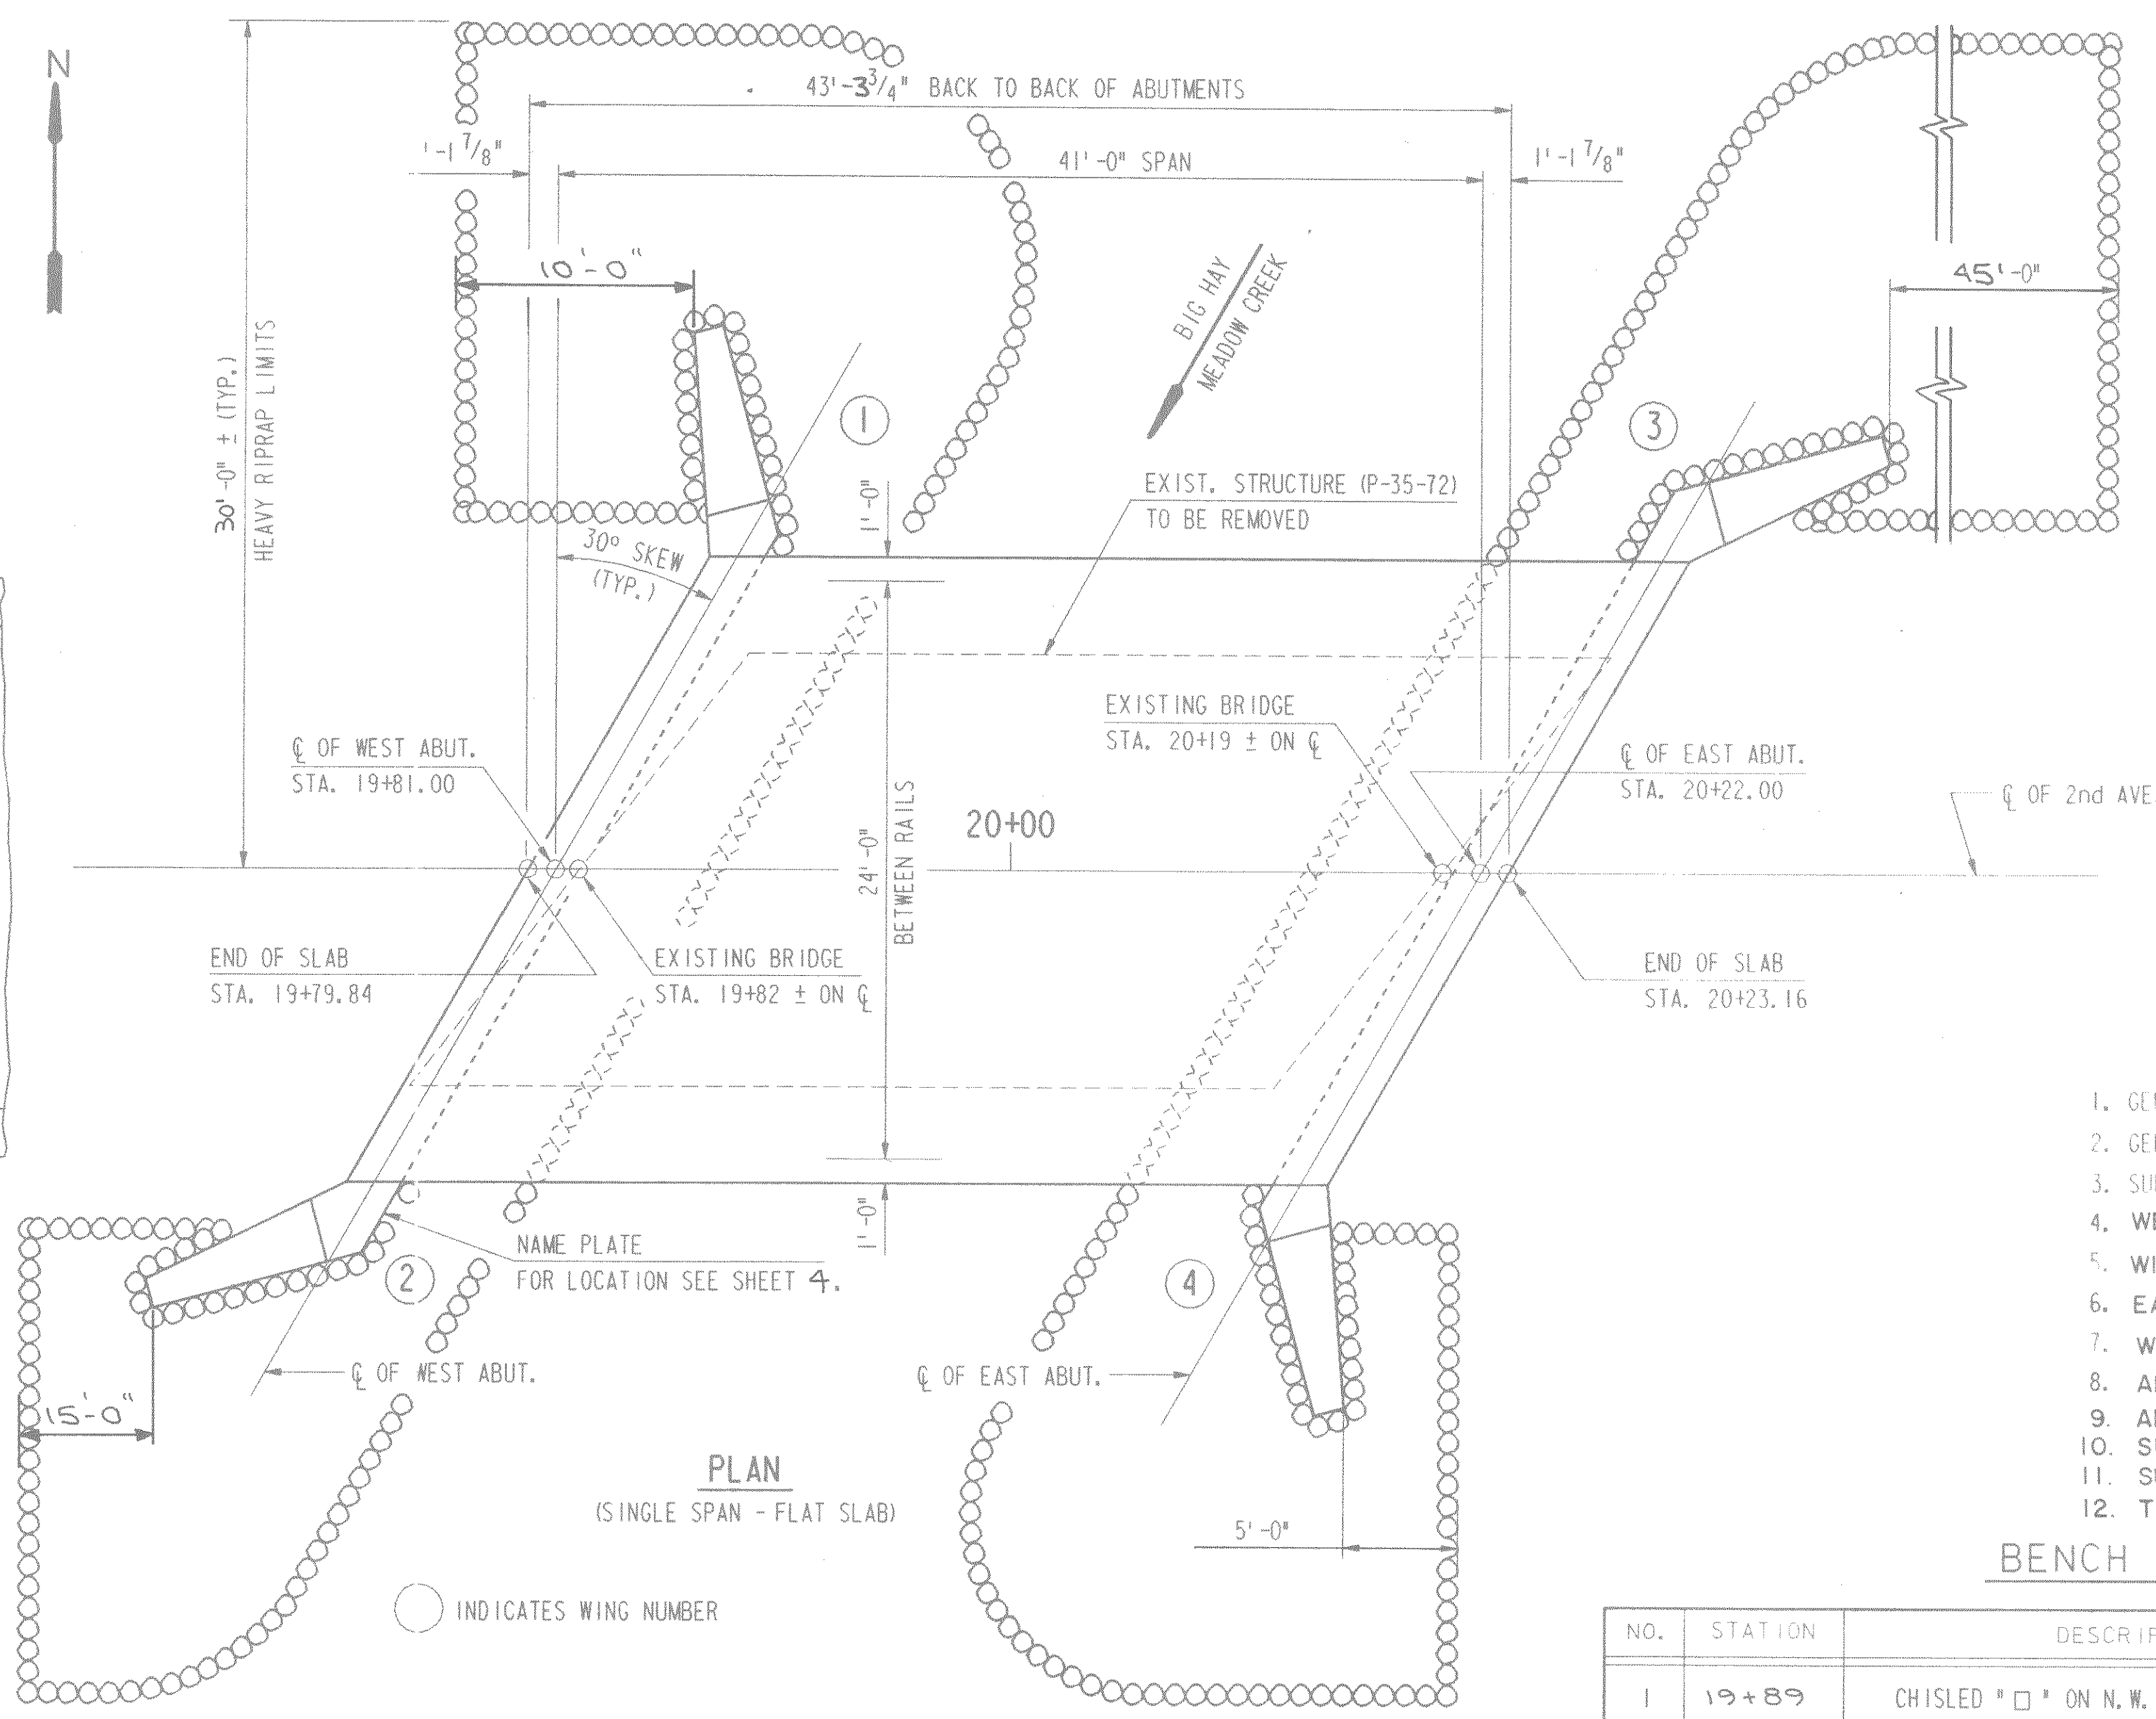 N
43'-3 3/4" BACK TO BACK OF ABUTMENTS
1'-1 7/8"
41'-0" SPAN
1'-1 7/8"
10'-0"
45'-0"
BIG HAY
MEADOW CREEK
30'-0" ± (TYP.)
HEAVY RIPRAP LIMITS
1
3
1'-0"
EXIST. STRUCTURE (P-35-72)
TO BE REMOVED
30° SKEW
(TYP.)
EXISTING BRIDGE
STA. 20+19 ± ON ℄
℄ OF WEST ABUT.
STA. 19+81.00
℄ OF EAST ABUT.
STA. 20+22.00
℄ OF 2nd AVE
24'-0"
BETWEEN RAILS
20+00
END OF SLAB
STA. 19+79.84
EXISTING BRIDGE
STA. 19+82 ± ON ℄
END OF SLAB
STA. 20+23.16
1'-0"
NAME PLATE
FOR LOCATION SEE SHEET 4.
2
4
℄ OF WEST ABUT.
℄ OF EAST ABUT.
15'-0"
PLAN
(SINGLE SPAN - FLAT SLAB)
5'-0"
INDICATES WING NUMBER
1.
2.
3.
4.
5.
6.
7.
8.
9.
10.
11.
12.
BENCH
NO. STATION
1 19+89 CHISLED "□" ON N.W.